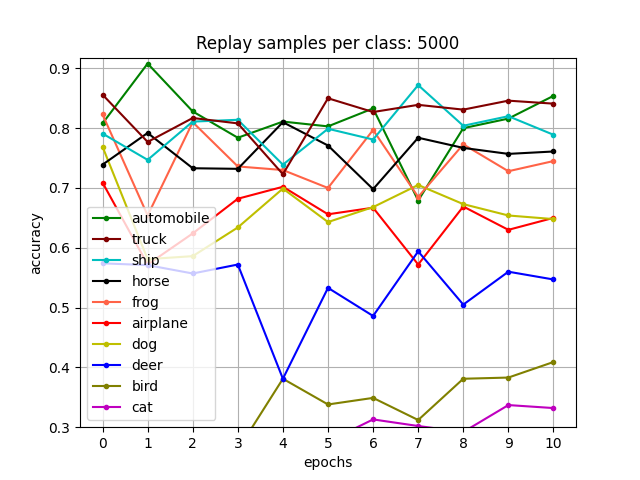 Replay samples per class: 5000
accuracy
0.9
0.8
0.7
0.6
0.5
0.4
0.3
automobile
truck
ship
horse
frog
airplane
dog
deer
bird
cat
0 1 2 3 4 5 6 7 8 9 10
epochs